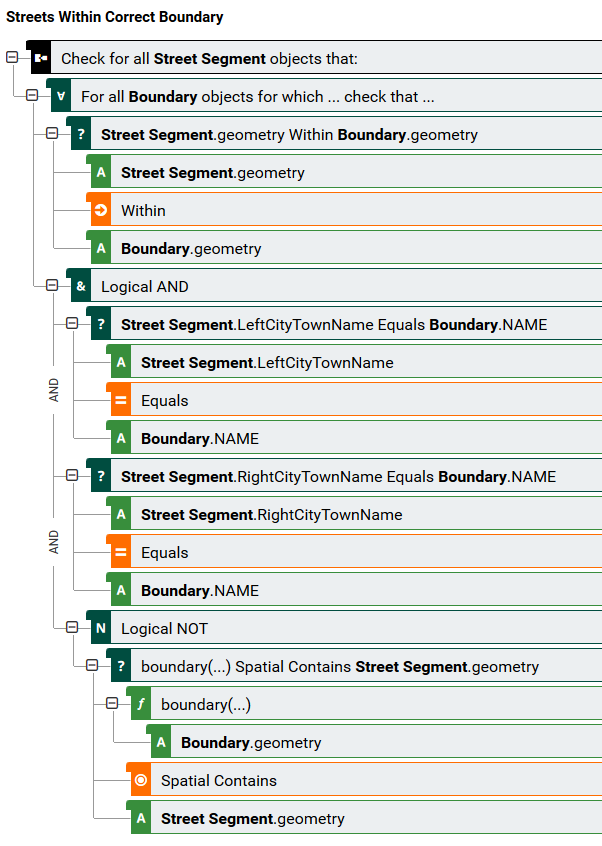 Streets Within Correct Boundary
Check for all Street Segment objects that:
∀ For all Boundary objects for which ... check that ...
? Street Segment.geometry Within Boundary.geometry
A Street Segment.geometry
Within
A Boundary.geometry
& Logical AND
? Street Segment.LeftCityTownName Equals Boundary.NAME
A Street Segment.LeftCityTownName
AND
= Equals
A Boundary.NAME
? Street Segment.RightCityTownName Equals Boundary.NAME
A Street Segment.RightCityTownName
AND
= Equals
A Boundary.NAME
N Logical NOT
? boundary(...) Spatial Contains Street Segment.geometry
f boundary(...)
A Boundary.geometry
Spatial Contains
A Street Segment.geometry